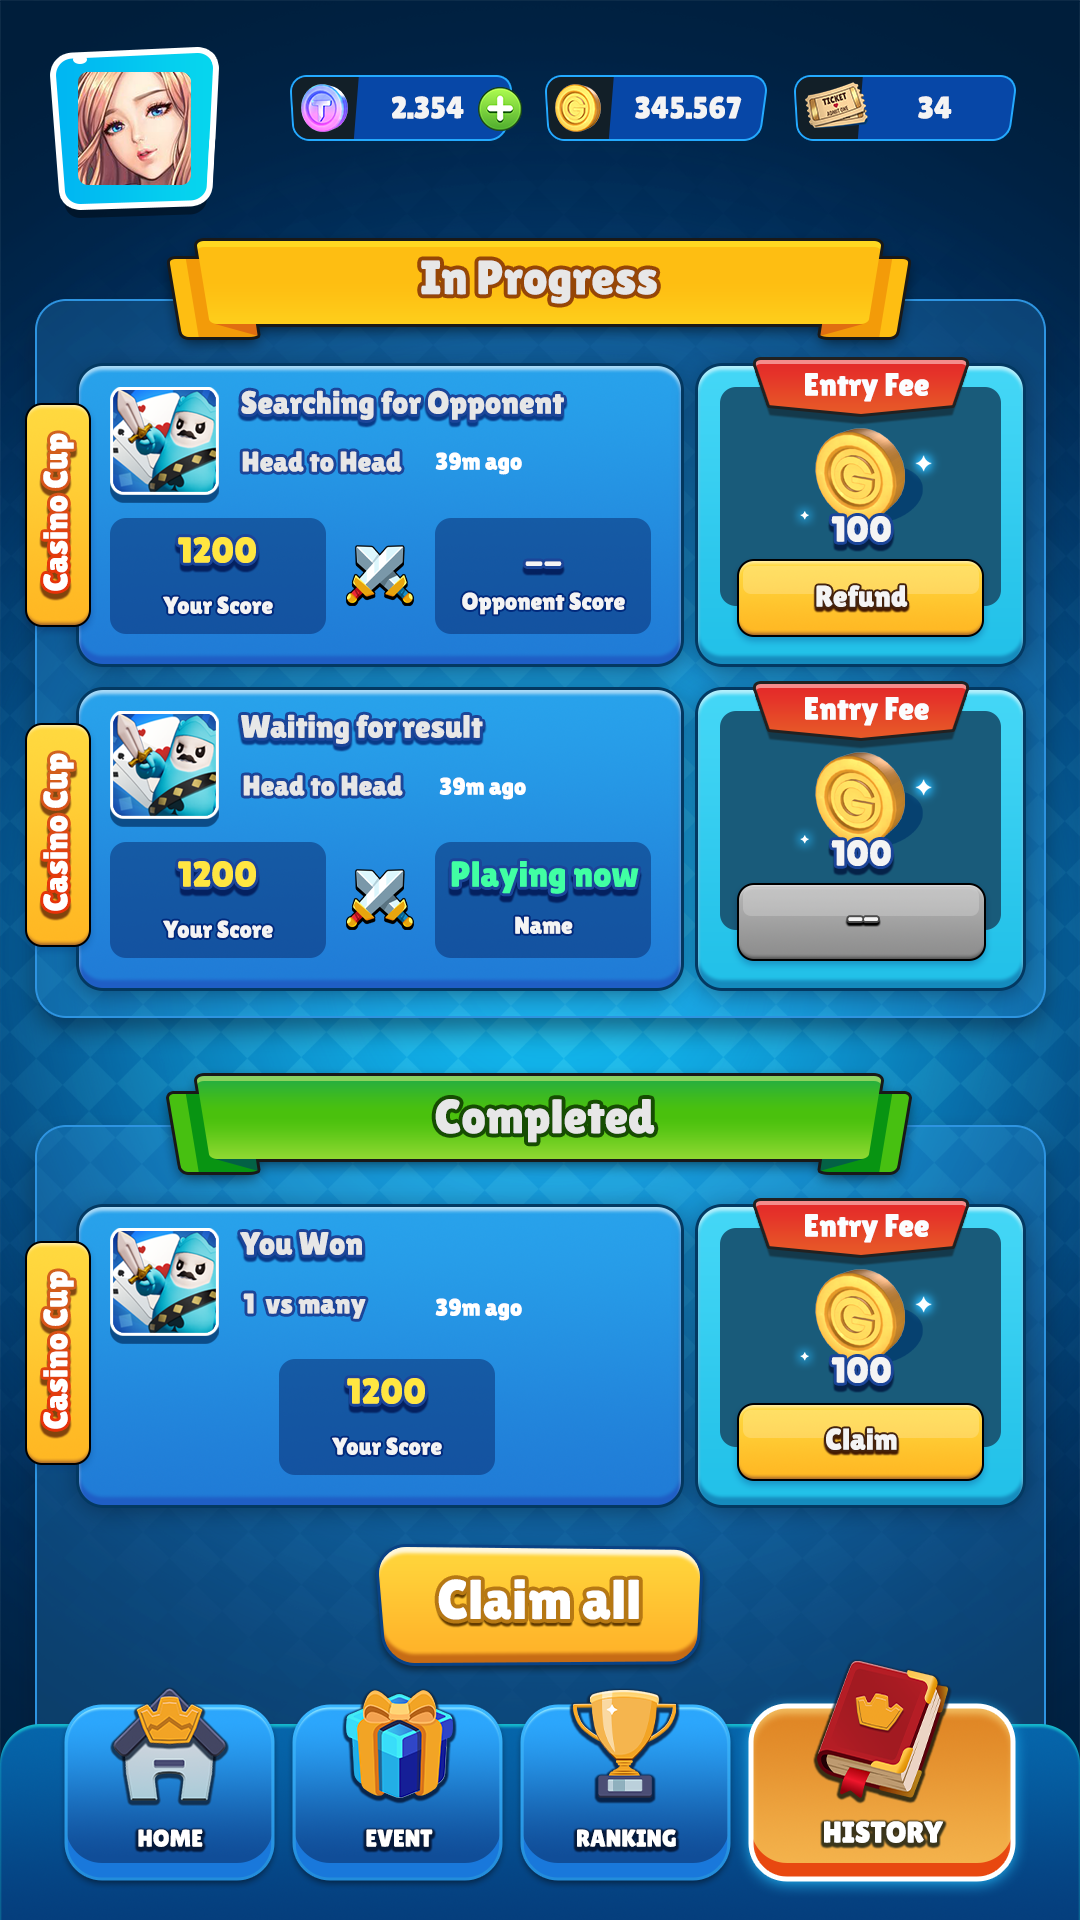 2.354
345.567
TICKET
ADMIT ONE
34
In Progress
Casino Cup
Searching for Opponent
Head to Head 39m ago
1200
Your Score
--
Opponent Score
Entry Fee
100
Refund
Casino Cup
Waiting for result
Head to Head 39m ago
1200
Your Score
Playing now
Name
Entry Fee
100
--
Completed
Casino Cup
You Won
1 vs many 39m ago
1200
Your Score
Entry Fee
100
Claim
Claim all
HOME
EVENT
RANKING
HISTORY